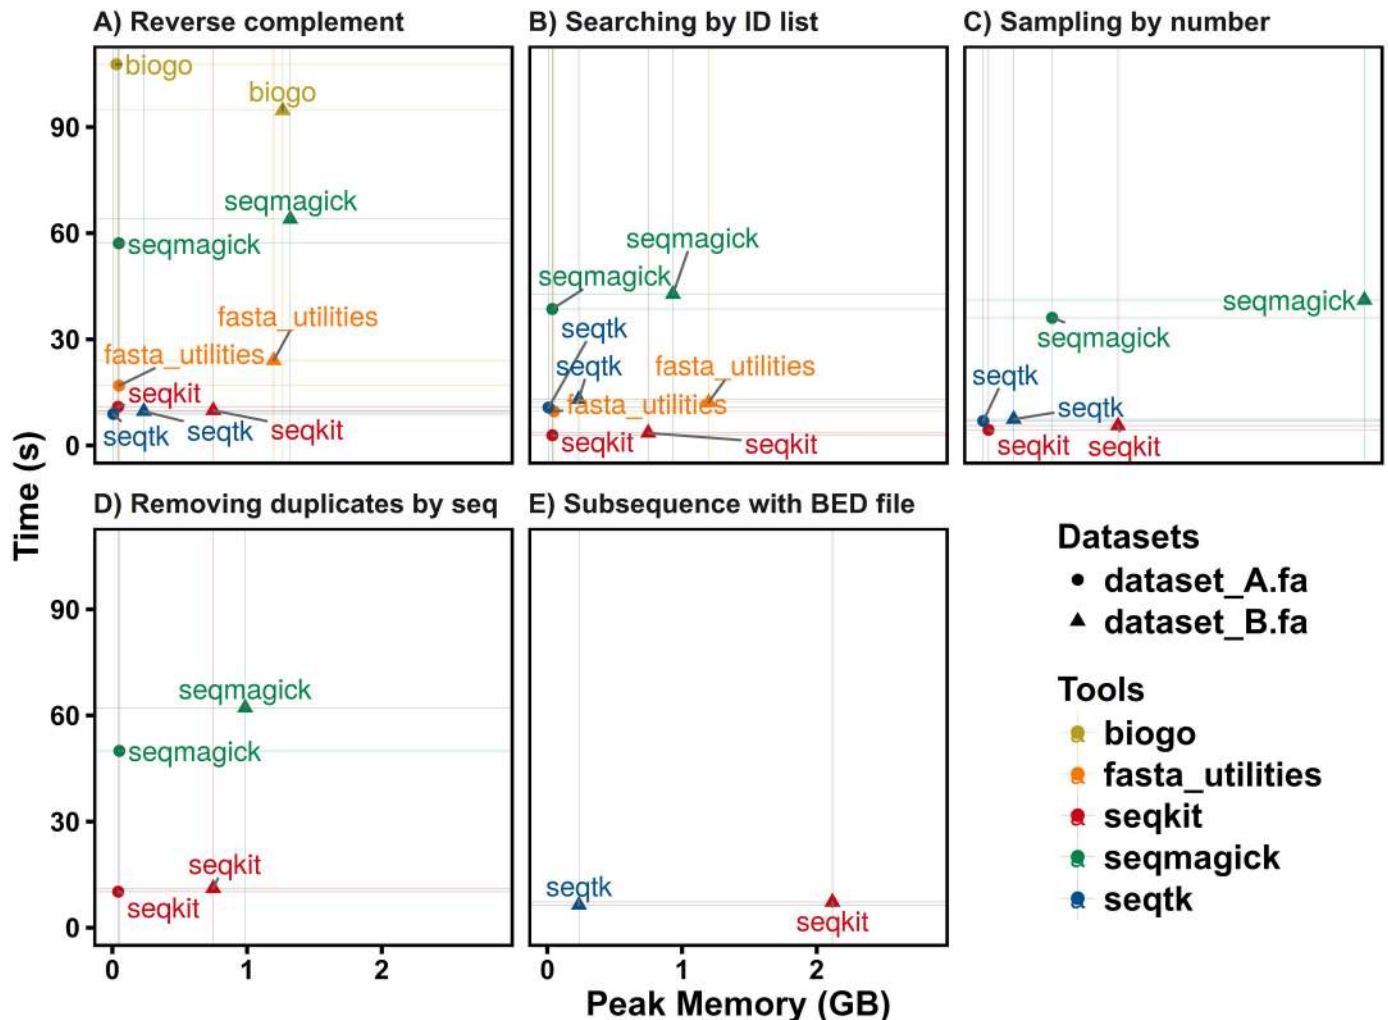 A) Reverse complement
B) Searching by ID list
C) Sampling by number
Time (s)
90
60
30
0
biogo
biogo
seqmagick
seqmagick
fasta_utilities
fasta_utilities
seqkit
seqtk
seqtk
seqkit
seqmagick
seqmagick
seqtk
seqtk
fasta_utilities
fasta_utilities
seqkit
seqkit
seqmagick
seqmagick
seqtk
seqtk
seqkit
seqkit
D) Removing duplicates by seq
E) Subsequence with BED file
90
60
30
0
seqmagick
seqmagick
seqkit
seqkit
seqtk
seqkit
0
1
2
0
1
2
Peak Memory (GB)
Datasets
dataset_A.fa
dataset_B.fa
Tools
biogo
fasta_utilities
seqkit
seqmagick
seqtk